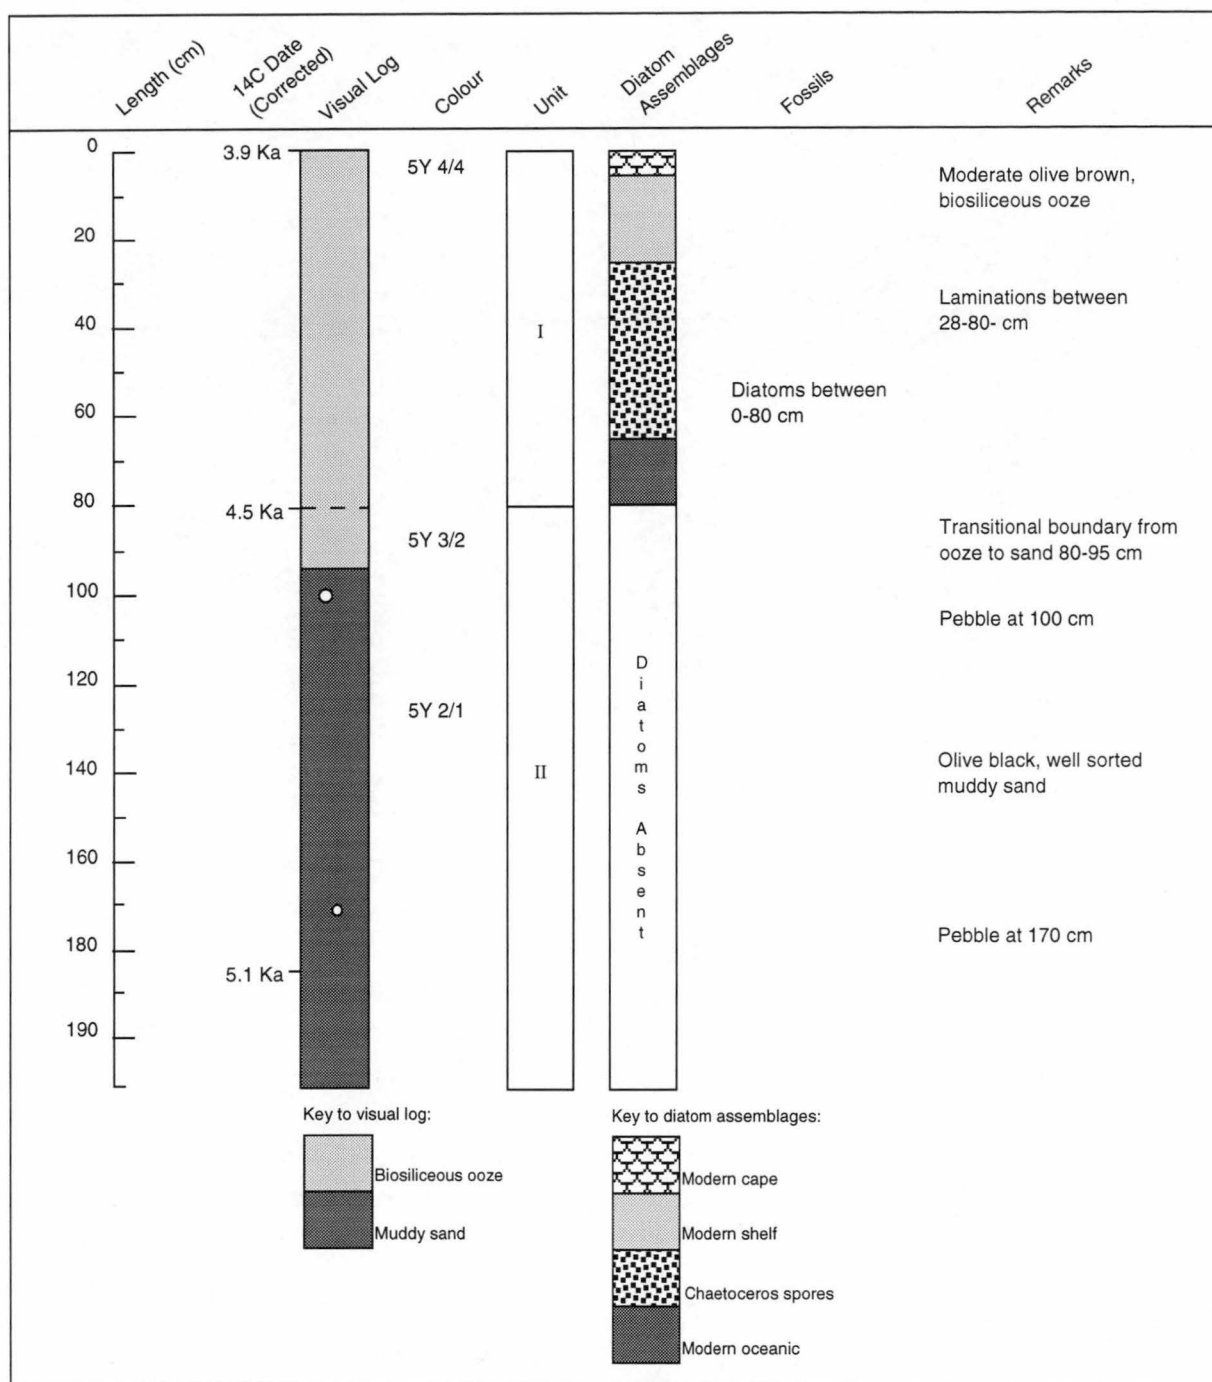 Length (cm)
14C Date
(Corrected)
Visual Log
Colour
Unit
Diatom
Assemblages
Fossils
Remarks
0
20
40
60
80
100
120
140
160
180
190
3.9 Ka
4.5 Ka
5.1 Ka
5Y 4/4
5Y 3/2
5Y 2/1
I
II
Diatoms Absent
Diatoms between
0-80 cm
Moderate olive brown,
biosiliceous ooze
Laminations between
28-80- cm
Transitional boundary from
ooze to sand 80-95 cm
Pebble at 100 cm
Olive black, well sorted
muddy sand
Pebble at 170 cm
Key to visual log:
Biosiliceous ooze
Muddy sand
Key to diatom assemblages:
Modern cape
Modern shelf
Chaetoceros spores
Modern oceanic